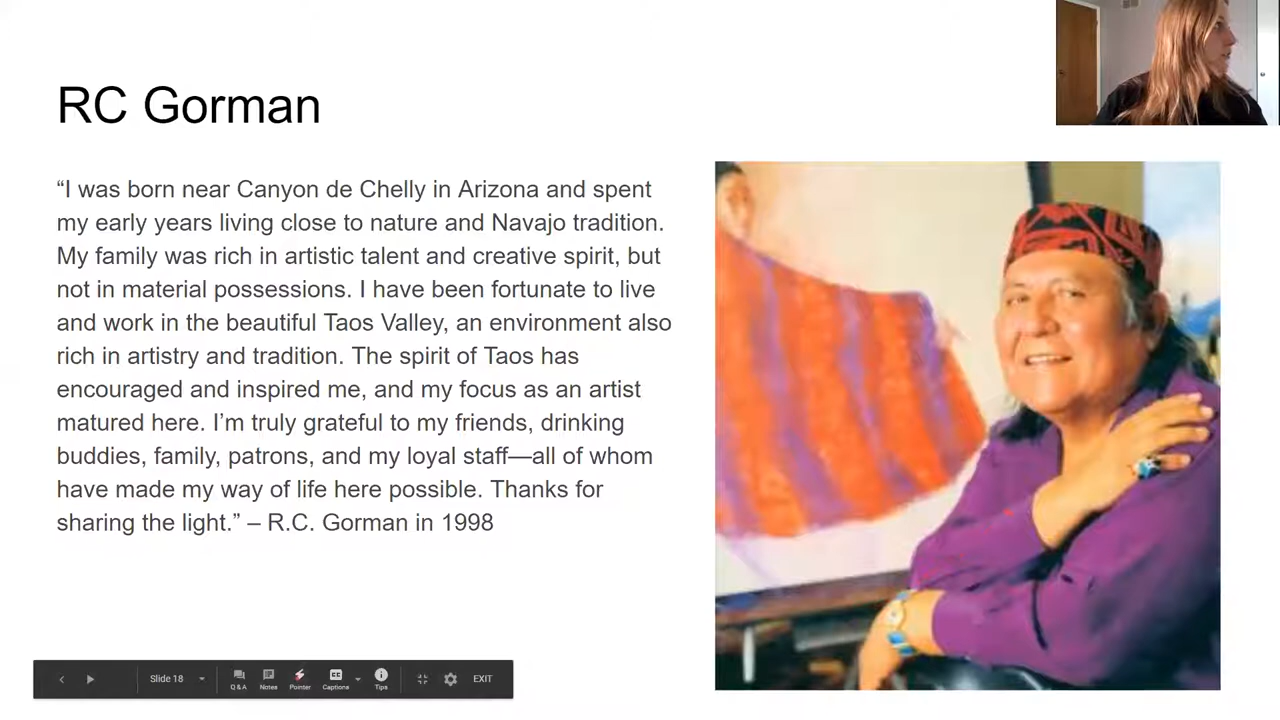 RC Gorman
“I was born near Canyon de Chelly in Arizona and spent
my early years living close to nature and Navajo tradition.
My family was rich in artistic talent and creative spirit, but
not in material possessions. I have been fortunate to live
and work in the beautiful Taos Valley, an environment also
rich in artistry and tradition. The spirit of Taos has
encouraged and inspired me, and my focus as an artist
matured here. I’m truly grateful to my friends, drinking
buddies, family, patrons, and my loyal staff—all of whom
have made my way of life here possible. Thanks for
sharing the light.” – R.C. Gorman in 1998
Slide 18
Q & A
Notes
Pointer
Captions
Tips
EXIT